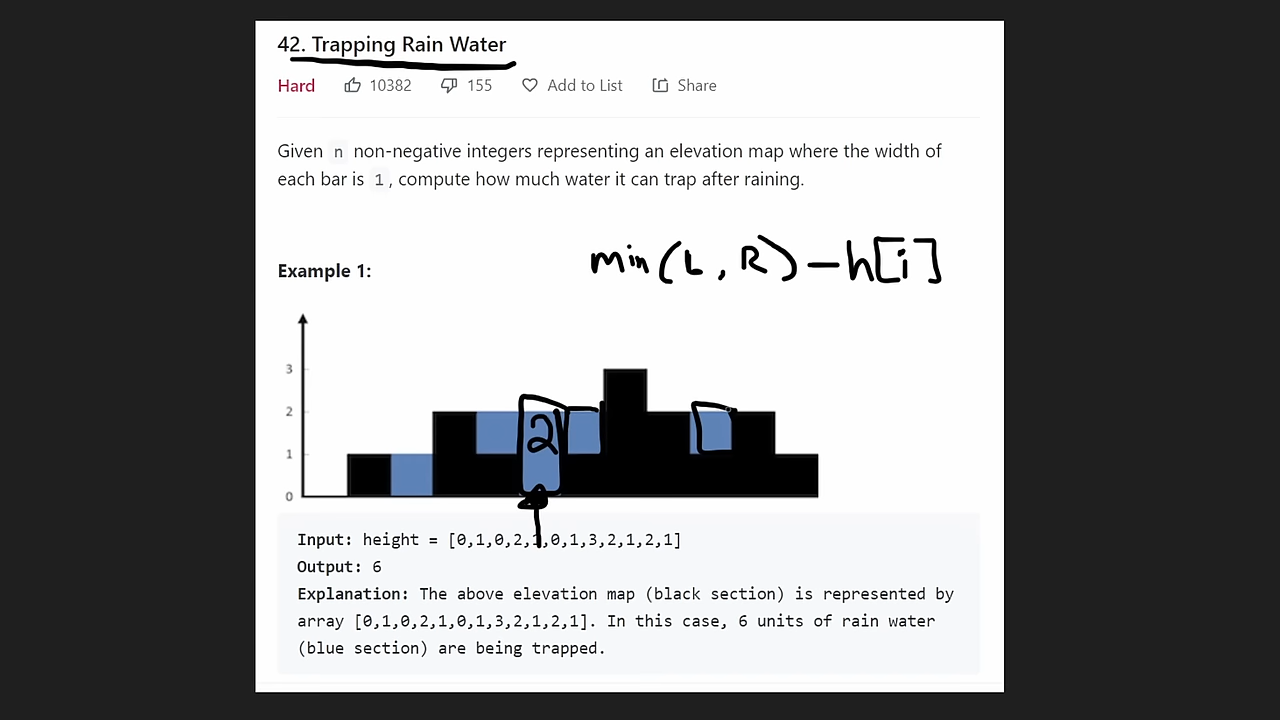 42. Trapping Rain Water
Hard 10382 155 Add to List Share
Given n non-negative integers representing an elevation map where the width of
each bar is 1, compute how much water it can trap after raining.
min(L, R) - h[i]
Example 1:
3
2
1
0
2
Input: height = [0,1,0,2,1,0,1,3,2,1,2,1]
Output: 6
Explanation: The above elevation map (black section) is represented by
array [0,1,0,2,1,0,1,3,2,1,2,1]. In this case, 6 units of rain water
(blue section) are being trapped.